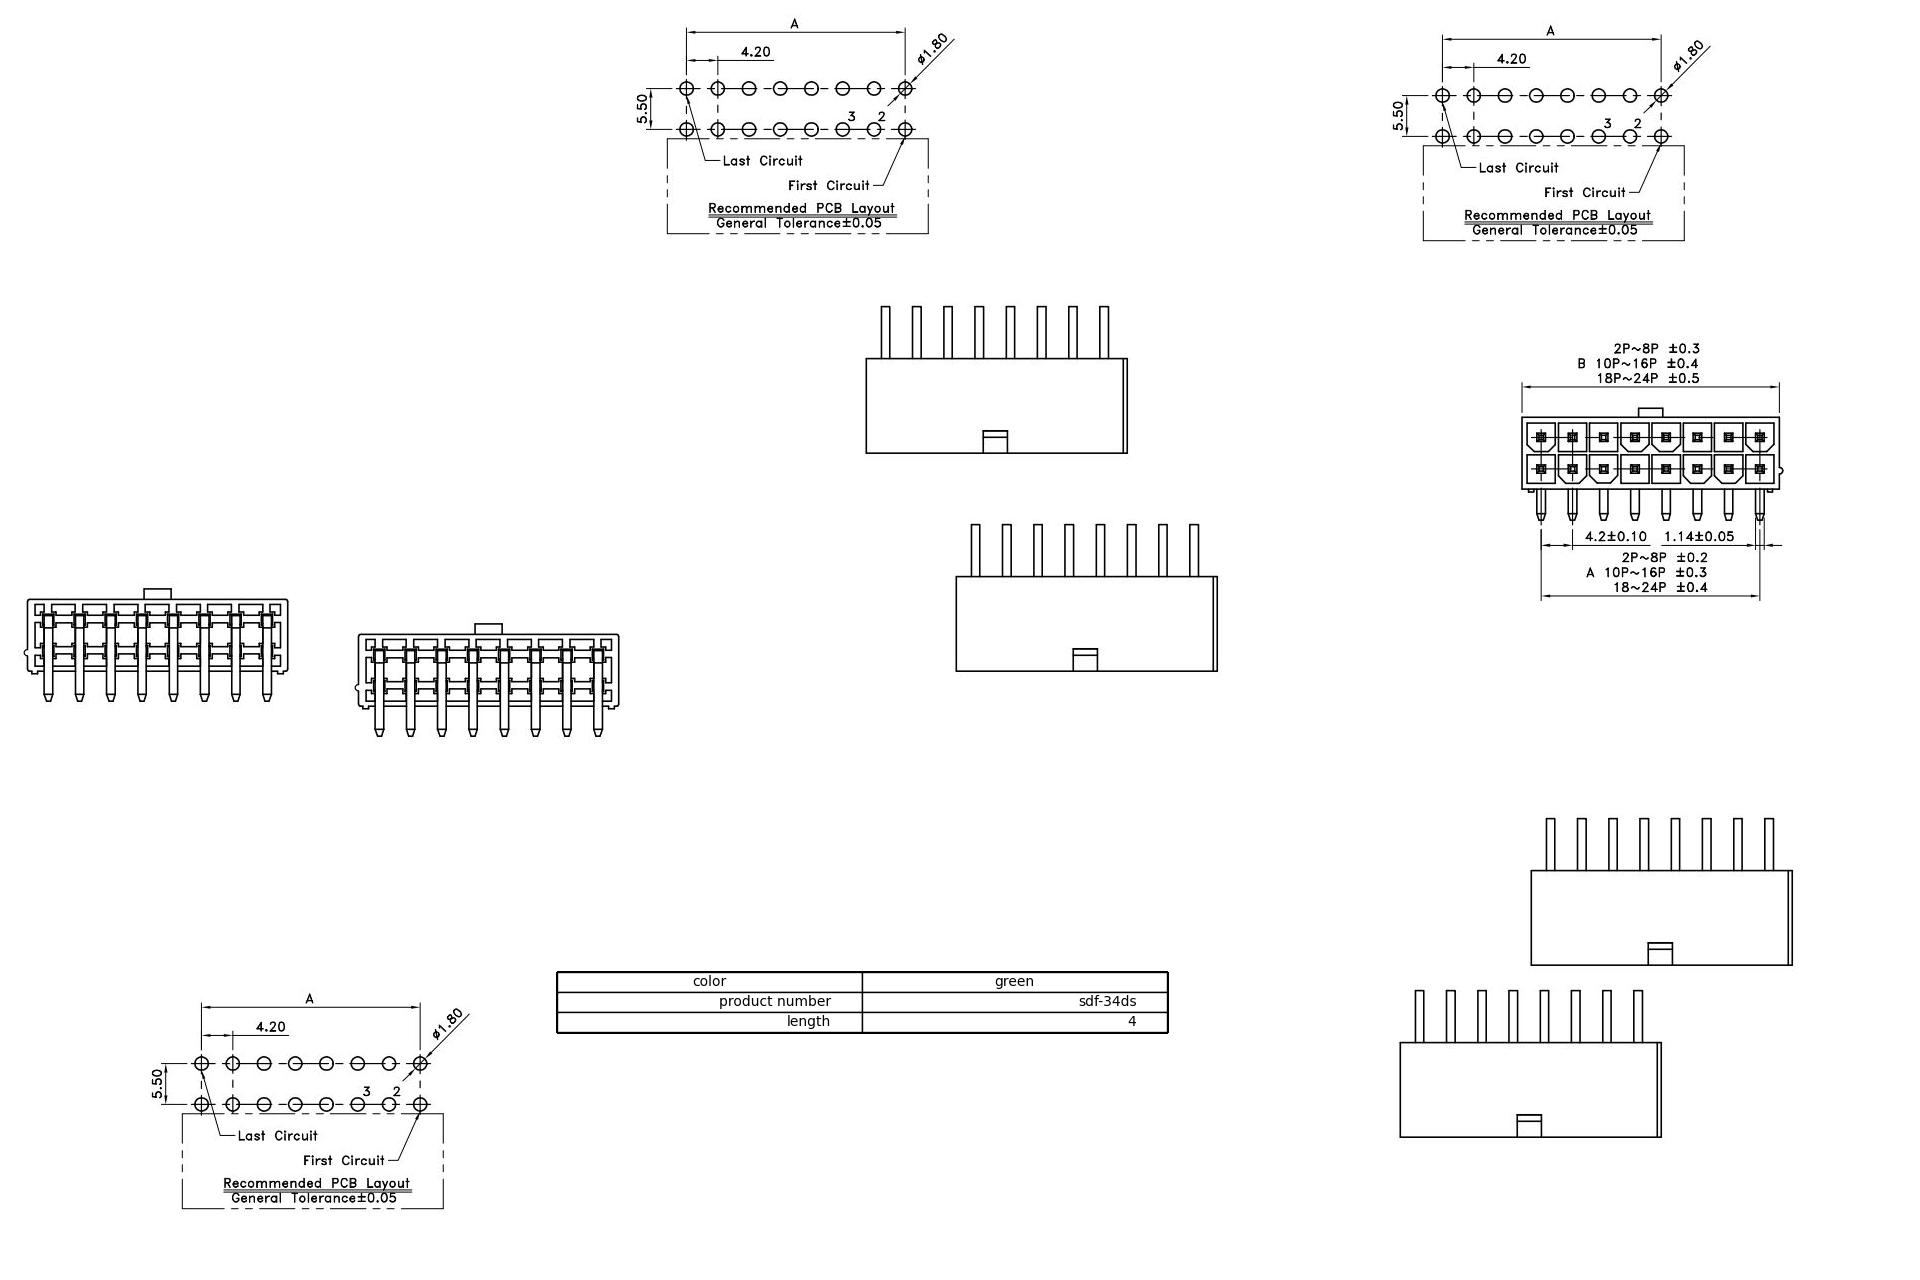 A
4.20
ø1.80
5.50
3 2
Last Circuit
First Circuit
Recommended PCB Layout
General Tolerance±0.05
A
4.20
ø1.80
5.50
3 2
Last Circuit
First Circuit
Recommended PCB Layout
General Tolerance±0.05
2P~8P ±0.3
B 10P~16P ±0.4
18P~24P ±0.5
4.2±0.10 1.14±0.05
2P~8P ±0.2
A 10P~16P ±0.3
18~24P ±0.4
color green
product number sdf-34ds
length 4
A
4.20
ø1.80
5.50
3 2
Last Circuit
First Circuit
Recommended PCB Layout
General Tolerance±0.05